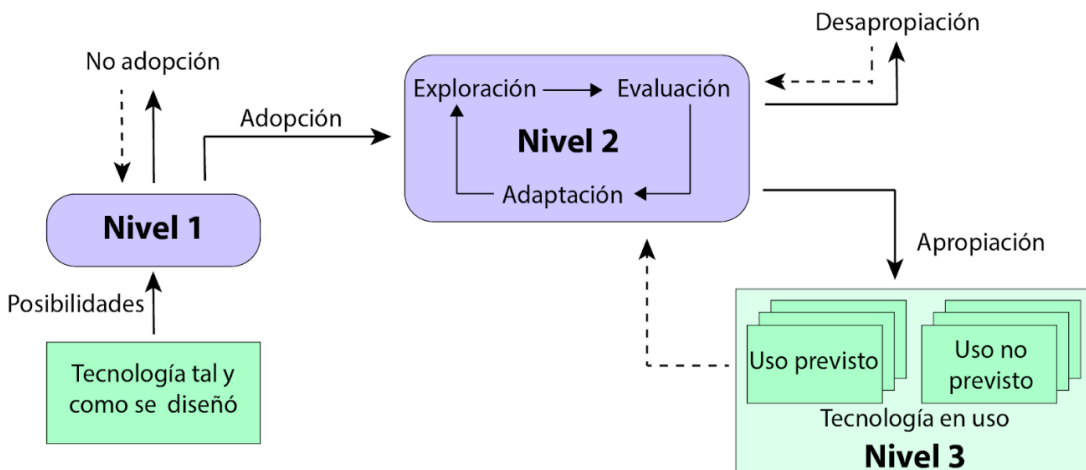 Desapropiación
No adopción
Adopción
Exploración
Evaluación
Nivel 2
Adaptación
Nivel 1
Apropiación
Posibilidades
Tecnología tal y
como se diseñó
Uso previsto
Uso no
previsto
Tecnología en uso
Nivel 3